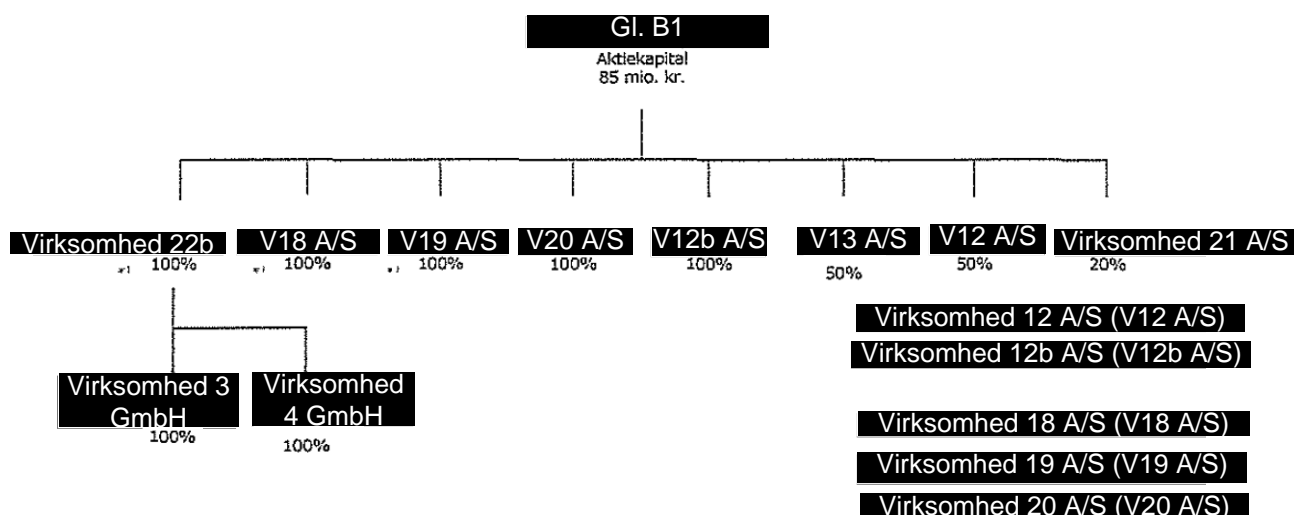 Gl. B1
Aktiekapital
85 mio. kr.
Virksomhed 22b V18 A/S V19 A/S V20 A/S V12b A/S V13 A/S V12 A/S Virksomhed 21 A/S
100% 100% 100% 100% 100% 50% 50% 20%
Virksomhed 12 A/S (V12 A/S)
Virksomhed 12b A/S (V12b A/S)
Virksomhed 3
GmbH
100%
Virksomhed
4 GmbH
100%
Virksomhed 18 A/S (V18 A/S)
Virksomhed 19 A/S (V19 A/S)
Virksomhed 20 A/S (V20 A/S)